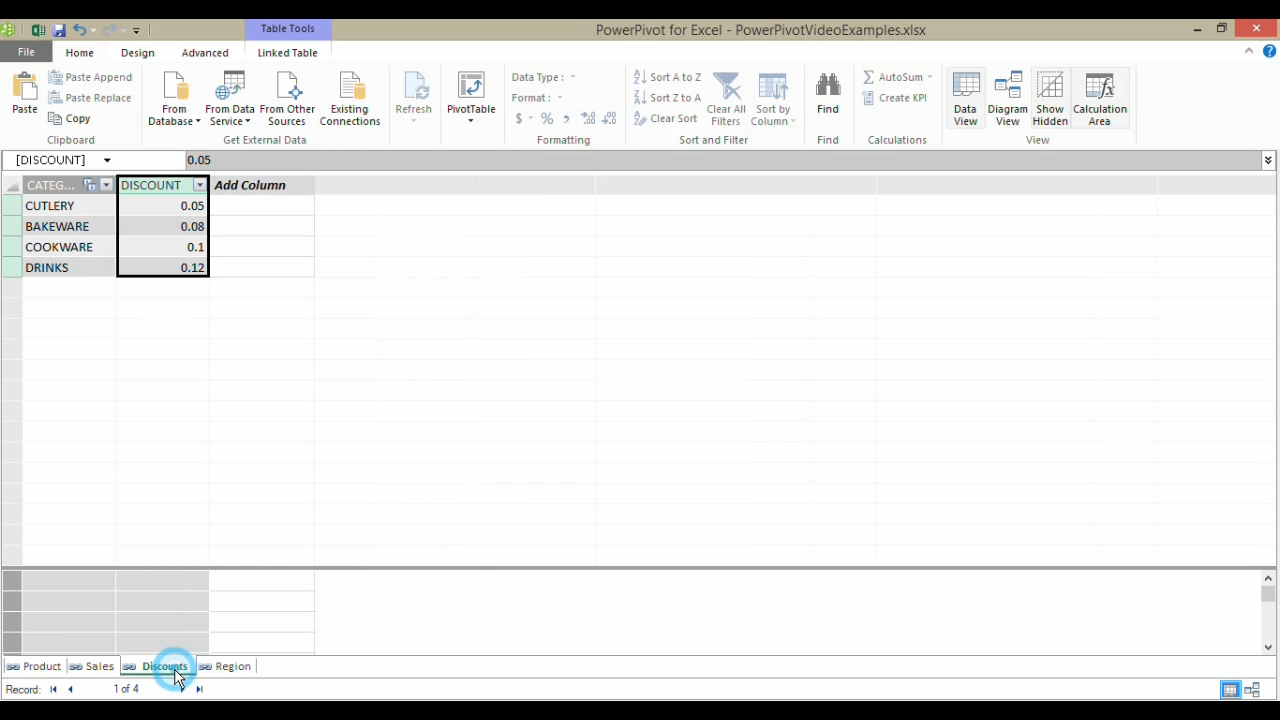 Table Tools
PowerPivot for Excel - PowerPivotVideoExamples.xlsx
File Home Design Advanced Linked Table
Paste
Paste Append
Paste Replace
Copy
Clipboard
From Database
From Data Service
From Other Sources
Existing Connections
Get External Data
Refresh
PivotTable
Data Type :
Format :
$ % ,
Formatting
Sort A to Z
Sort Z to A
Clear Sort
Clear All Filters
Sort by Column
Sort and Filter
Find
Find
AutoSum
Create KPI
Calculations
Data View
Diagram View
Show Hidden
Calculation Area
View
[DISCOUNT] 0.05
CATEG... DISCOUNT Add Column
CUTLERY 0.05
BAKEWARE 0.08
COOKWARE 0.1
DRINKS 0.12
Product Sales Discounts Region
Record: 1 of 4